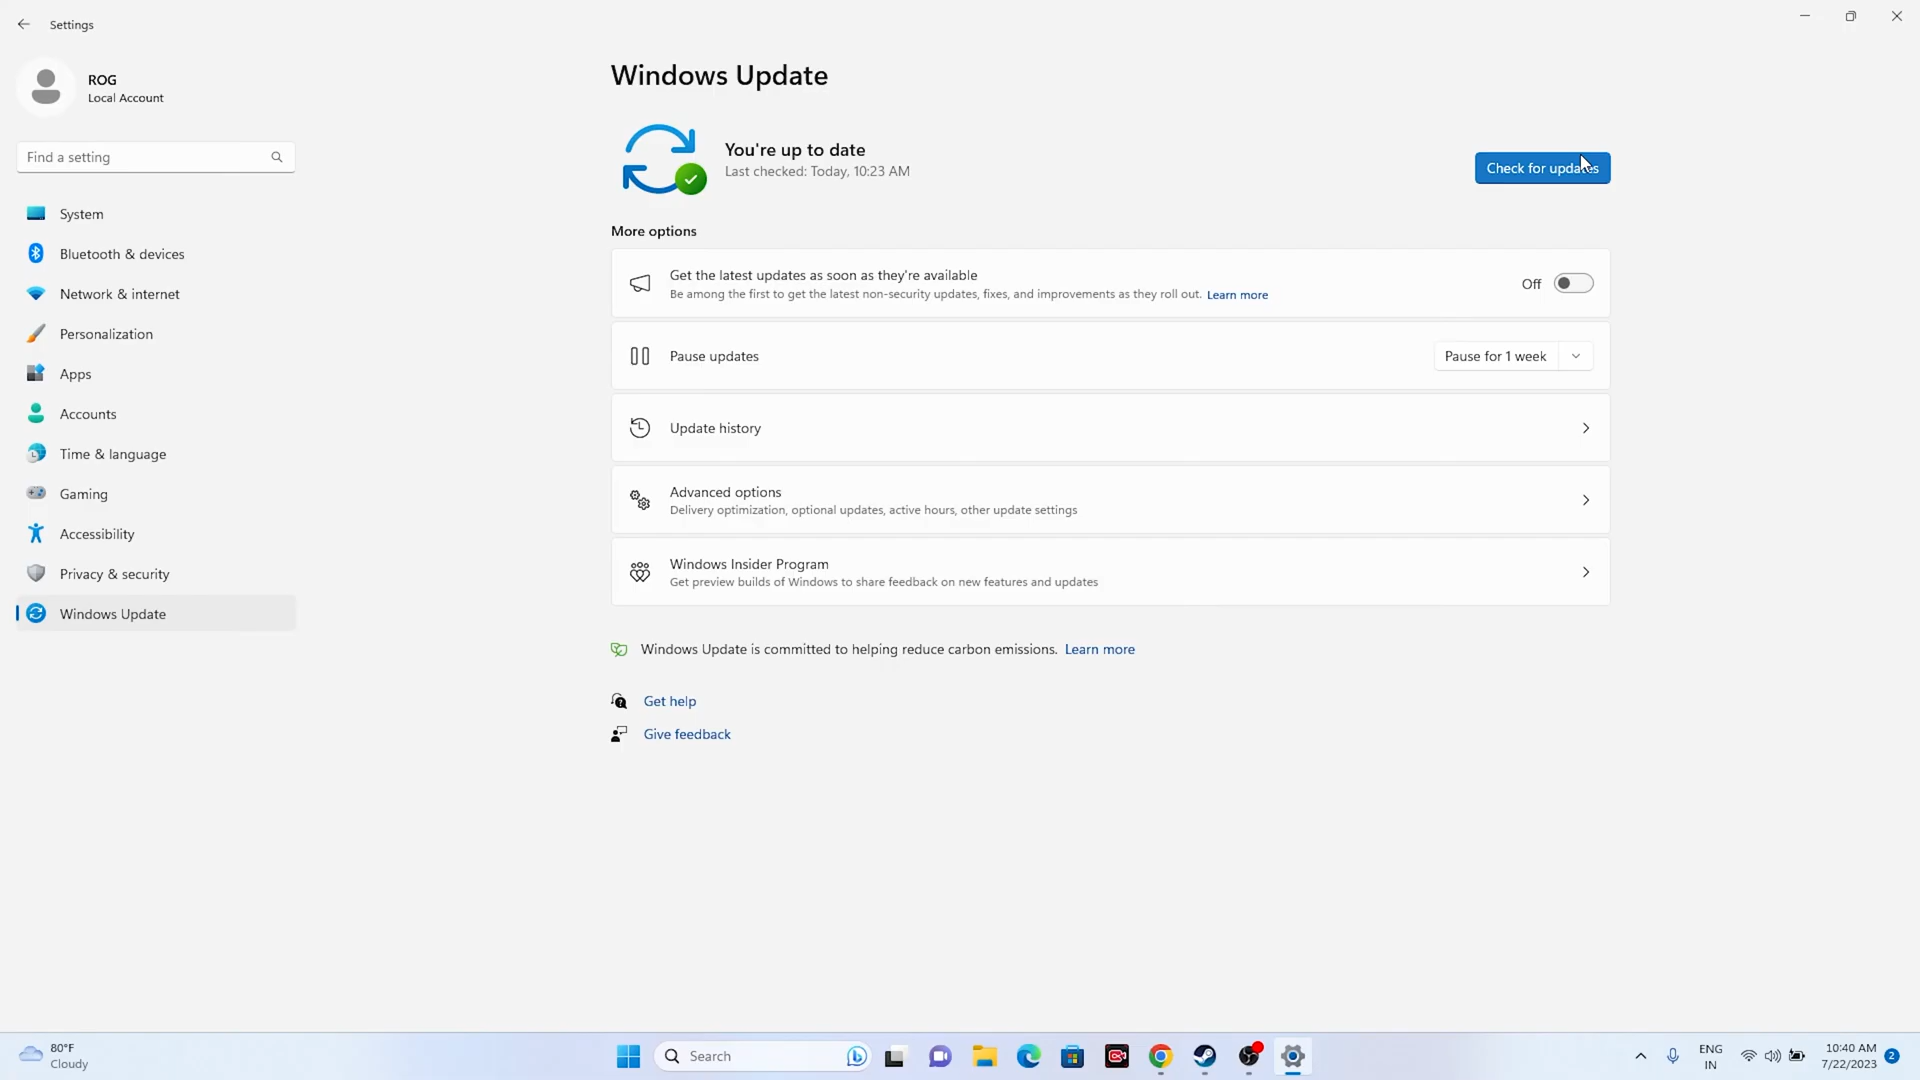 Settings
ROG
Local Account
Find a setting
System
Bluetooth & devices
Network & internet
Personalization
Apps
Accounts
Time & language
Gaming
Accessibility
Privacy & security
Windows Update
Windows Update
You're up to date
Last checked: Today, 10:23 AM
Check for updates
More options
Get the latest updates as soon as they're available
Be among the first to get the latest non-security updates, fixes, and improvements as they roll out. Learn more
Off
Pause updates
Pause for 1 week
Update history
Advanced options
Delivery optimization, optional updates, active hours, other update settings
Windows Insider Program
Get preview builds of Windows to share feedback on new features and updates
Windows Update is committed to helping reduce carbon emissions. Learn more
Get help
Give feedback
80°F
Cloudy
Search
ENG
IN
10:40 AM
7/22/2023
2